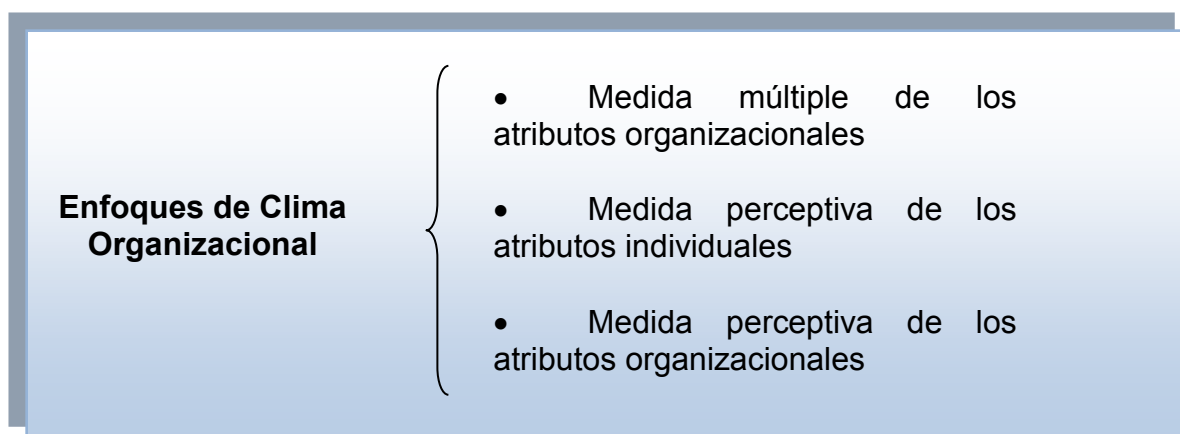 Enfoques de Clima
Organizacional
• Medida múltiple de los
atributos organizacionales
• Medida perceptiva de los
atributos individuales
• Medida perceptiva de los
atributos organizacionales